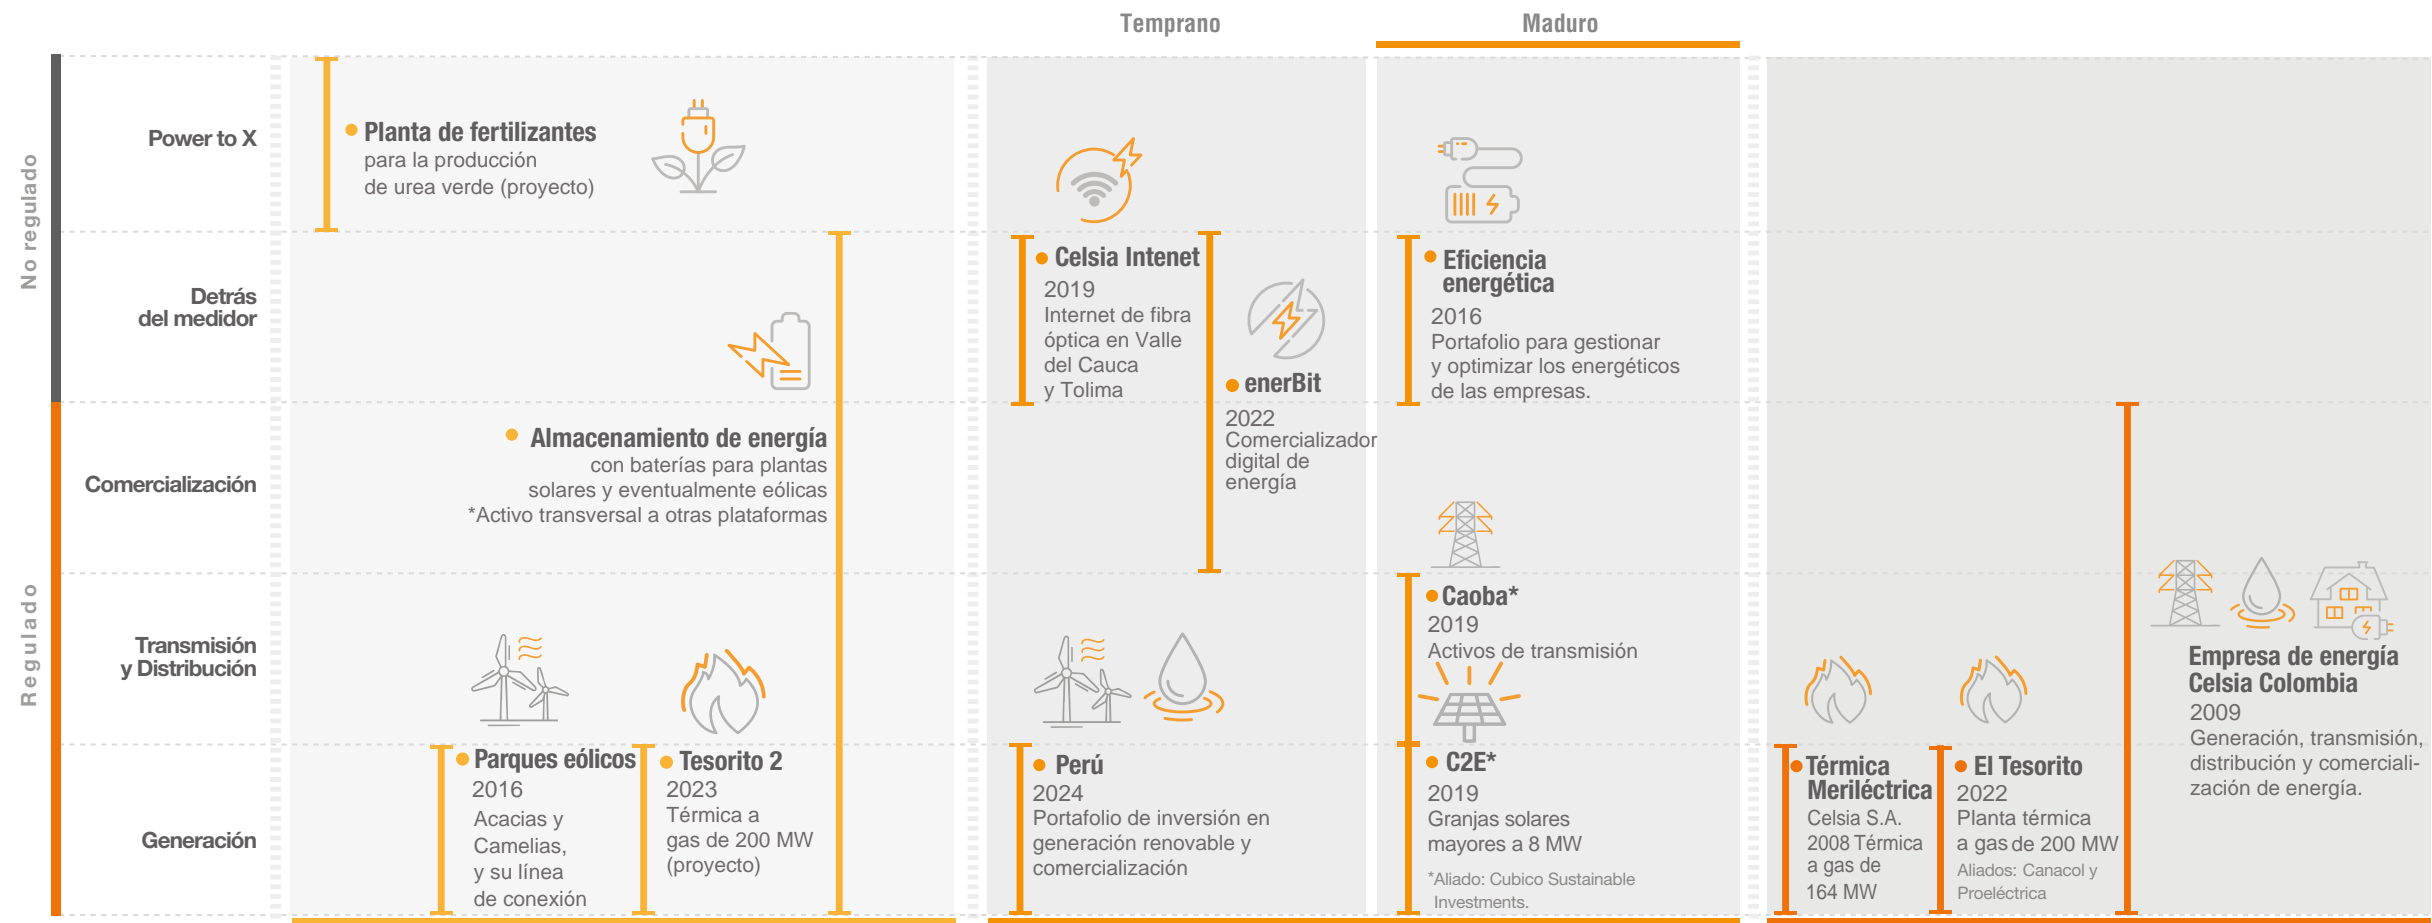 Temprano
Maduro
No regulado
Regulado
Power to X
Detrás
del medidor
Comercialización
Transmisión
y Distribución
Generación
Planta de fertilizantes
para la producción
de urea verde (proyecto)
Almacenamiento de energía
con baterías para plantas
solares y eventualmente eólicas
*Activo transversal a otras plataformas
Parques eólicos
2016
Acacias y
Camelias,
y su línea
de conexión
Tesorito 2
2023
Térmica a
gas de 200 MW
(proyecto)
Celsia Intenet
2019
Internet de fibra
óptica en Valle
del Cauca
y Tolima
enerBit
2022
Comercializador
digital de
energía
Perú
2024
Portafolio de inversión en
generación renovable y
comercialización
Eficiencia
energética
2016
Portafolio para gestionar
y optimizar los energéticos
de las empresas.
Caoba*
2019
Activos de transmisión
C2E*
2019
Granjas solares
mayores a 8 MW
*Aliado: Cubico Sustainable
Investments.
Térmica
Meriléctrica
Celsia S.A.
2008 Térmica
a gas de
164 MW
El Tesorito
2022
Planta térmica
a gas de 200 MW
Aliados: Canacol y
Proeléctrica
Empresa de energía
Celsia Colombia
2009
Generación, transmisión,
distribución y comerciali-
zación de energía.